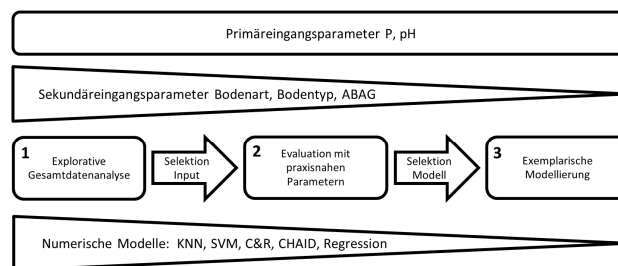 Primäreingangsparameter P, pH
Sekundäreingangsparameter Bodenart, Bodentyp, ABAG
1
Explorative
Gesamtdatenanalyse
Selektion
Input
2
Evaluation mit
praxisnahen
Parametern
Selektion
Modell
3
Exemplarische
Modellierung
Numerische Modelle: KNN, SVM, C&R, CHAID, Regression